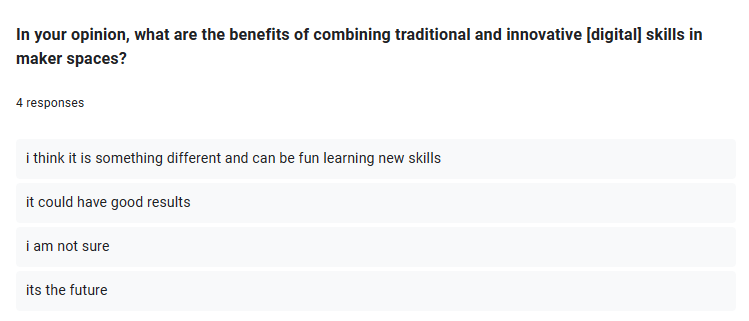 In your opinion, what are the benefits of combining traditional and innovative [digital] skills in
maker spaces?
4 responses
i think it is something different and can be fun learning new skills
it could have good results
i am not sure
its the future